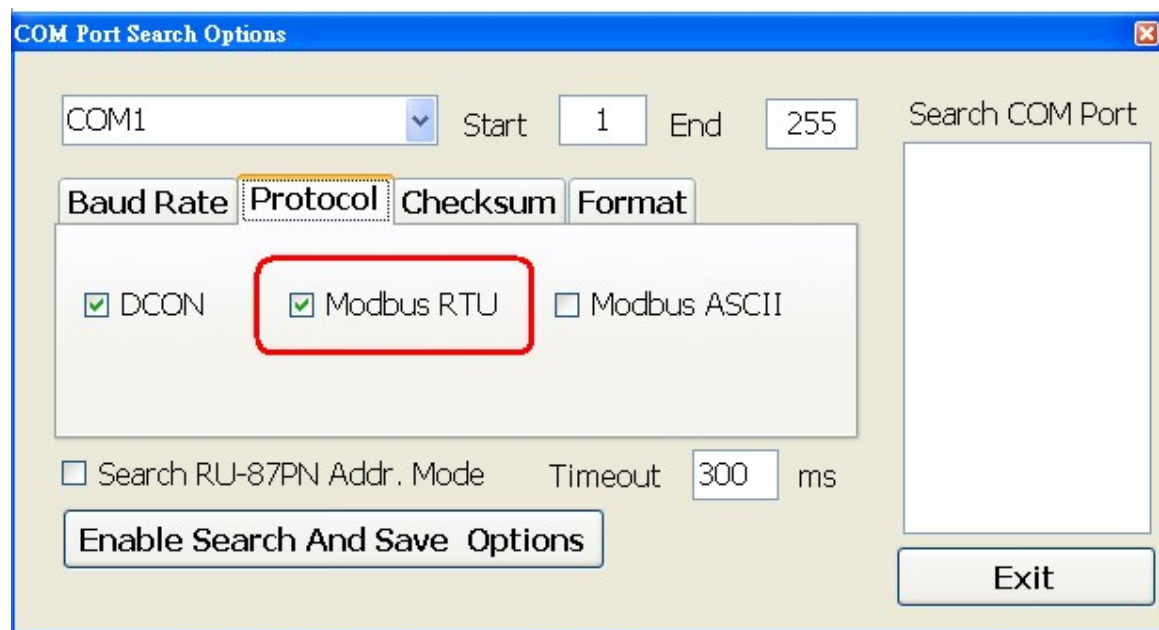 COM Port Search Options
COM1 Start 1 End 255 Search COM Port
Baud Rate Protocol Checksum Format
DCON Modbus RTU Modbus ASCII
Search RU-87PN Addr. Mode Timeout 300 ms
Enable Search And Save Options
Exit